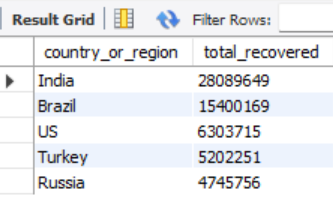 Result Grid Filter Rows:
country_or_region total_recovered
India 28089649
Brazil 15400169
US 6303715
Turkey 5202251
Russia 4745756